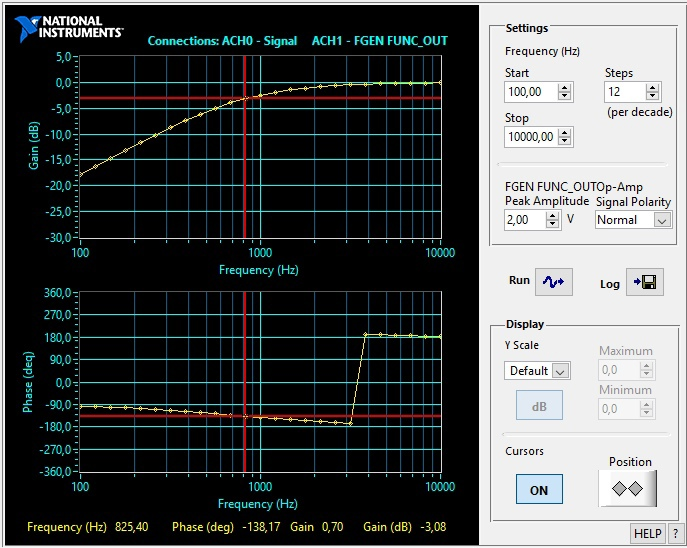 NATIONAL
INSTRUMENTS
Connections: ACH0 - Signal ACH1 - FGEN FUNC_OUT
5,0
0,0
-5,0
-10,0
-15,0
-20,0
-25,0
-30,0
Gain (dB)
100 1000 10000
Frequency (Hz)
360,0
270,0
180,0
90,0
0,0
-90,0
-180,0
-270,0
-360,0
Phase (deq)
100 1000 10000
Frequency (Hz)
Frequency (Hz) 825,40 Phase (deg) -138,17 Gain 0,70 Gain (dB) -3,08
Settings
Frequency (Hz)
Start Steps
100,00 12
(per decade)
Stop
10000,00
FGEN FUNC_OUTOp-Amp
Peak Amplitude Signal Polarity
2,00 V Normal
Run Log
Display
Y Scale Maximum
Default 0,0
Minimum
dB 0,0
Cursors
Position
ON
HELP ?